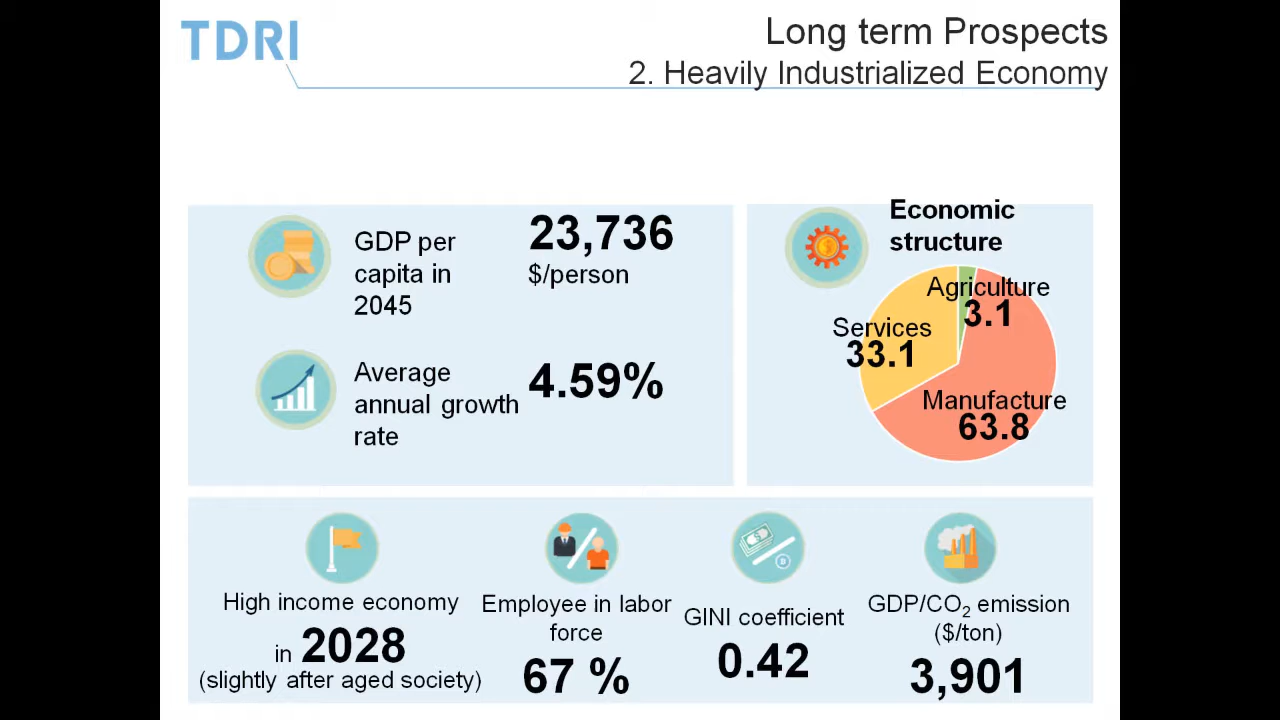 TDRI
Long term Prospects
2. Heavily Industrialized Economy
GDP per
capita in
2045
23,736
$/person
Average
annual growth
rate
4.59%
Economic
structure
Agriculture
3.1
Services
33.1
Manufacture
63.8
High income economy
in 2028
(slightly after aged society)
Employee in labor
force
67 %
GINI coefficient
0.42
GDP/CO₂ emission
($/ton)
3,901